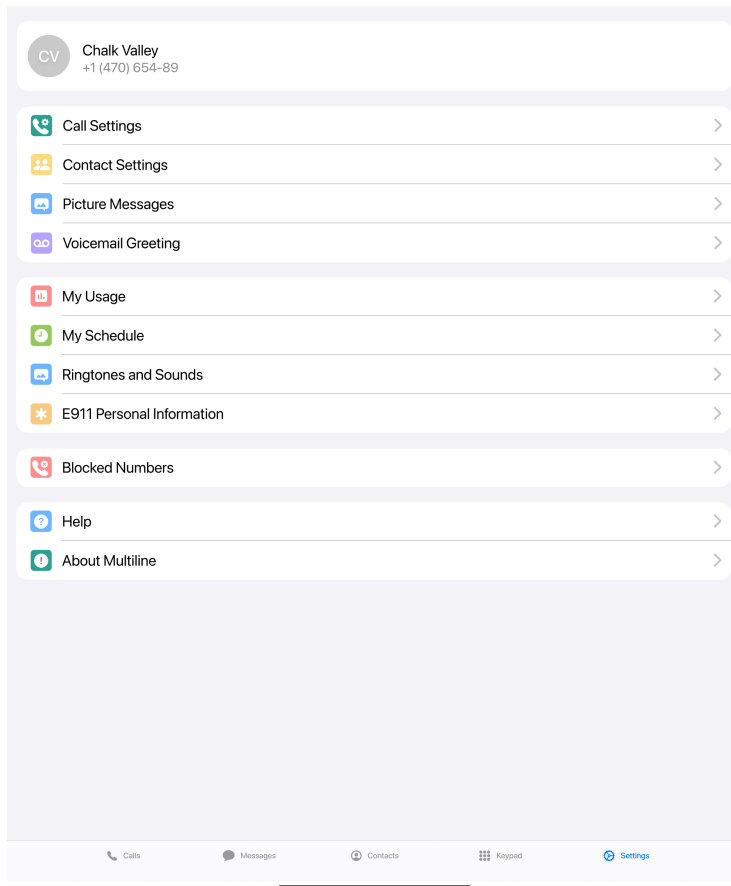 CV
Chalk Valley
+1 (470) 654-89
Call Settings
Contact Settings
Picture Messages
Voicemail Greeting
My Usage
My Schedule
Ringtones and Sounds
E911 Personal Information
Blocked Numbers
Help
About Multiline
Calls Messages Contacts Keypad Settings